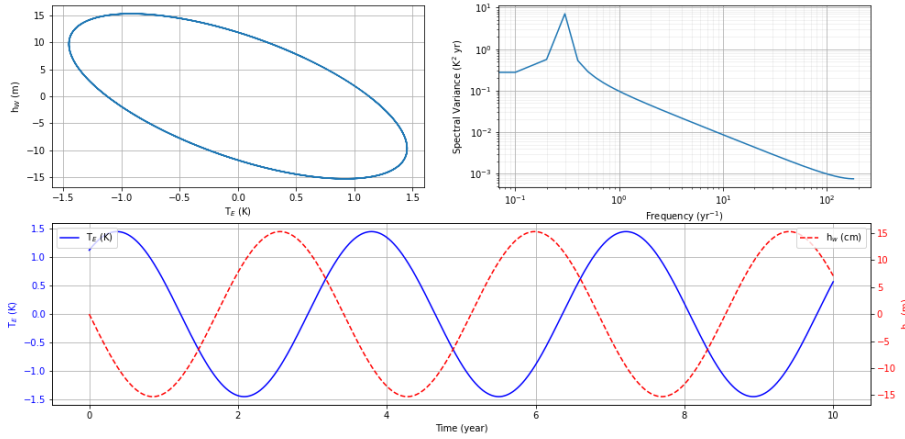 15
10
5
0
−5
−10
−15
h_w (m)
−1.5 −1.0 −0.5 0.0 0.5 1.0 1.5
T_E (K)
10^1
10^0
10^−1
10^−2
10^−3
Spectral Variance (K^2 yr)
10^−1 10^0 10^1 10^2
Frequency (yr^−1)
1.5
1.0
0.5
0.0
−0.5
−1.0
−1.5
T_E (K)
T_E (K)
h_w (cm)
15
10
5
0
−5
−10
−15
(m)
0 2 4 6 8 10
Time (year)